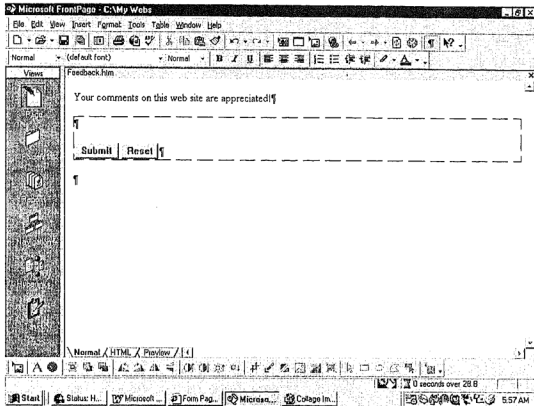 Microsoft FrontPage - C:\My Webs
File Edit View Insert Format Tools Table Window Help
Normal (default font) Normal B I U
Views Feedback.htm
Your comments on this web site are appreciated!¶
¶
Submit Reset ¶
¶
Normal HTML Preview
0 seconds over 28.8
Start Status: H... Microsoft ... Form Pag... Microso... Collage Im... 5:57 AM